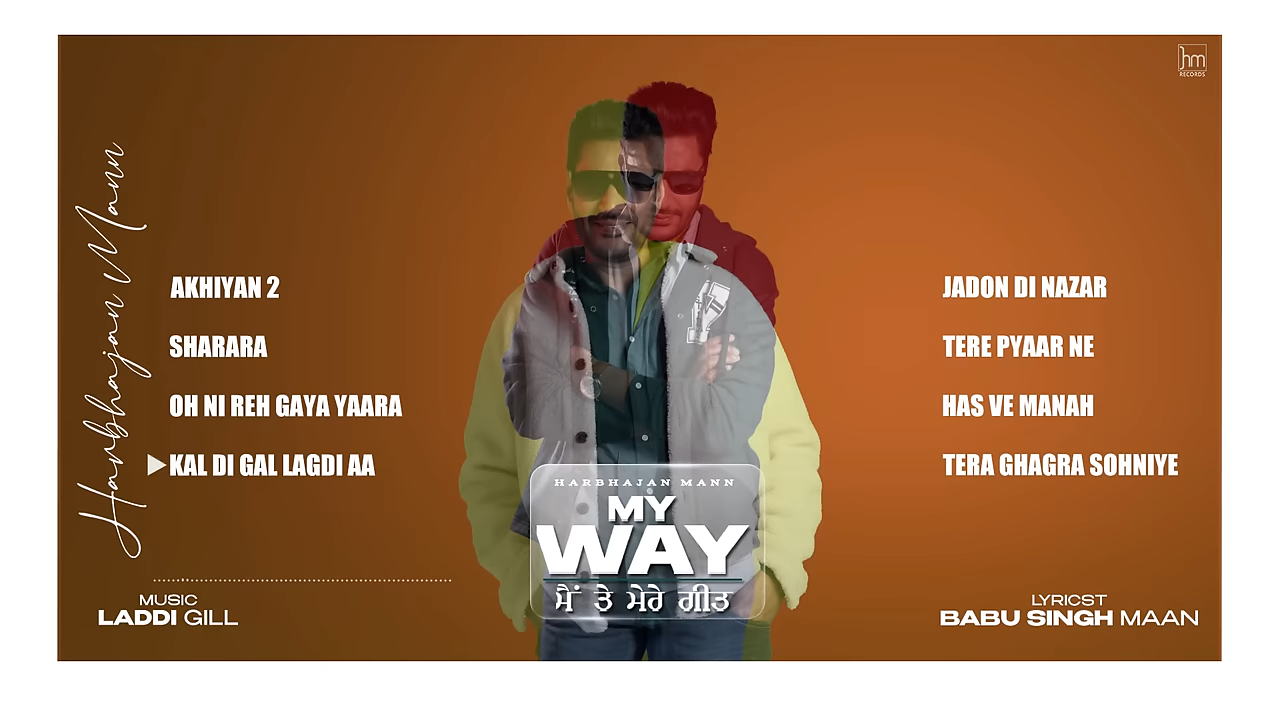 hm
RECORDS
Harbhajan Mann
AKHIYAN 2
SHARARA
OH NI REH GAYA YAARA
KAL DI GAL LAGDI AA
JADON DI NAZAR
TERE PYAAR NE
HAS VE MANAH
TERA GHAGRA SOHNIYE
HARBHAJAN MANN
MY
WAY
ਮੈਂ ਤੇ ਮੇਰੇ ਗੀਤ
MUSIC
LADDI GILL
LYRICST
BABU SINGH MAAN